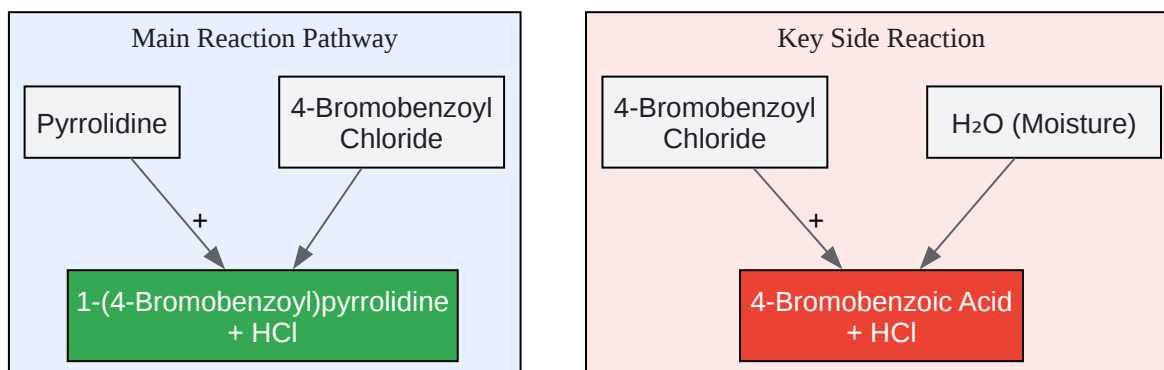 Main Reaction Pathway
Pyrrolidine
4-Bromobenzoyl
Chloride
+
1-(4-Bromobenzoyl)pyrrolidine
+ HCl
Key Side Reaction
4-Bromobenzoyl
Chloride
H₂O (Moisture)
+
4-Bromobenzoic Acid
+ HCl